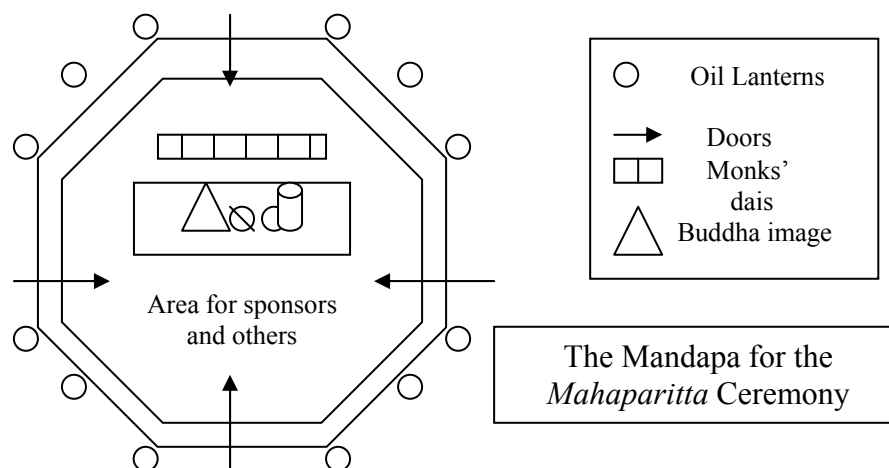 Oil Lanterns
Doors
Monks'
dais
Buddha image
Area for sponsors
and others
The Mandapa for the
Mahaparitta Ceremony